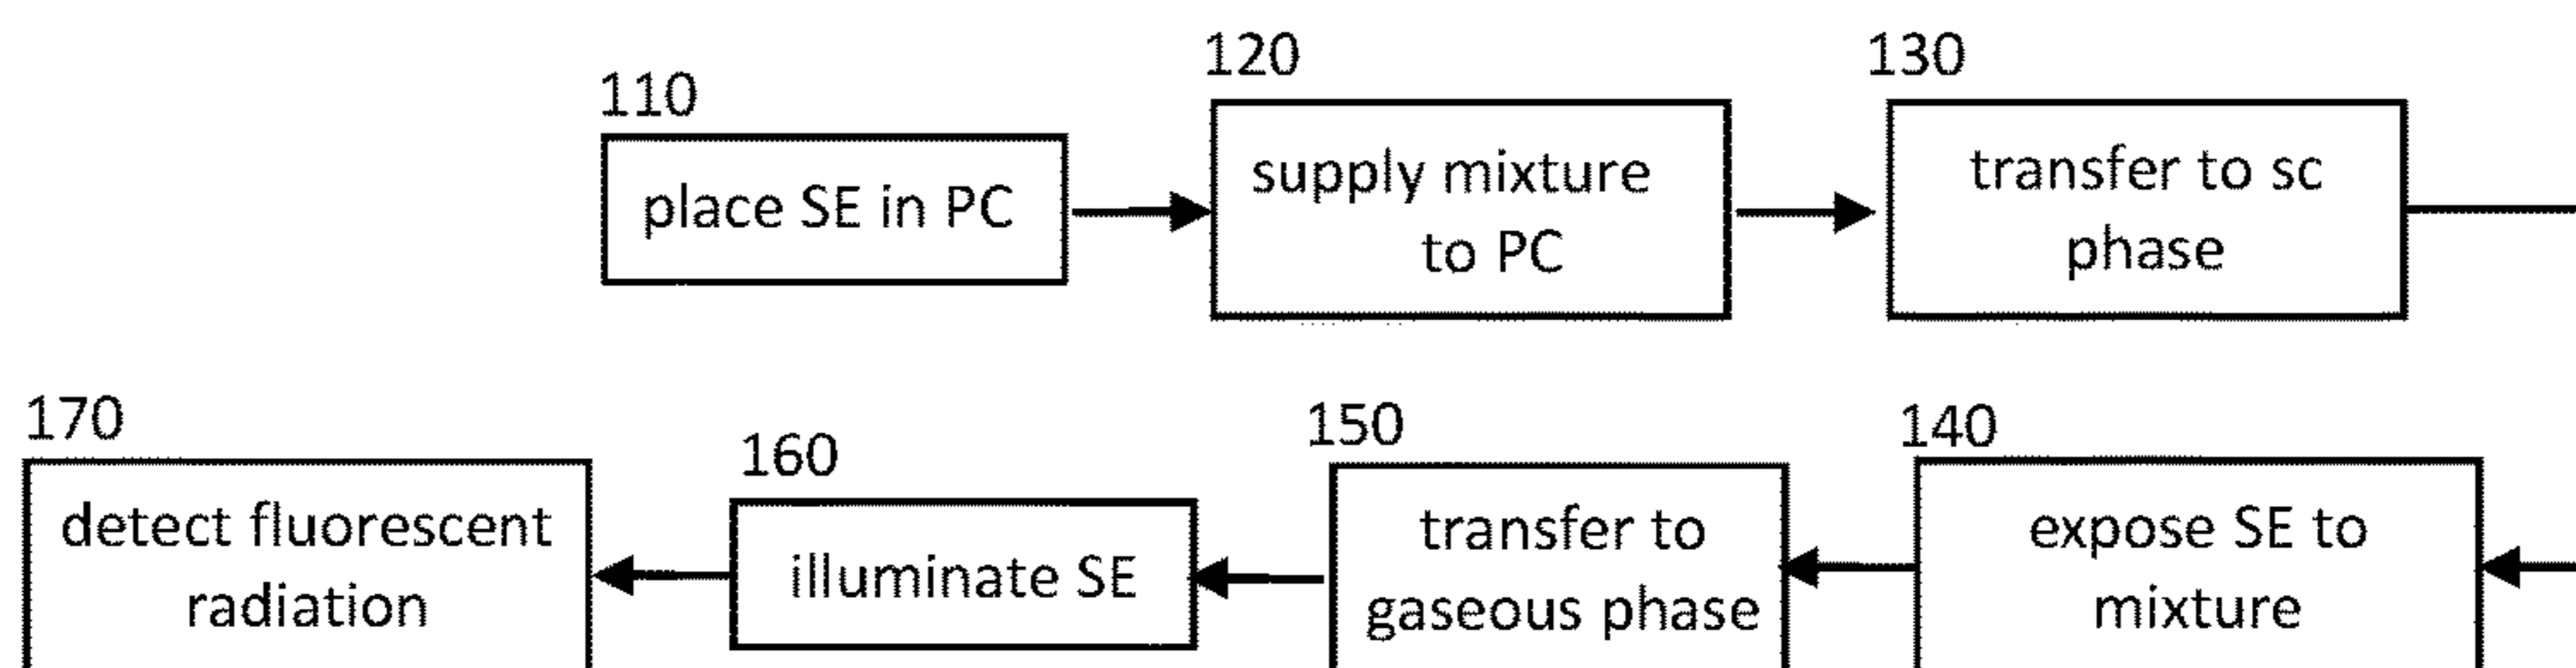 110
place SE in PC
120
supply mixture
to PC
130
transfer to sc
phase
140
expose SE to
mixture
150
transfer to
gaseous phase
160
illuminate SE
170
detect fluorescent
radiation